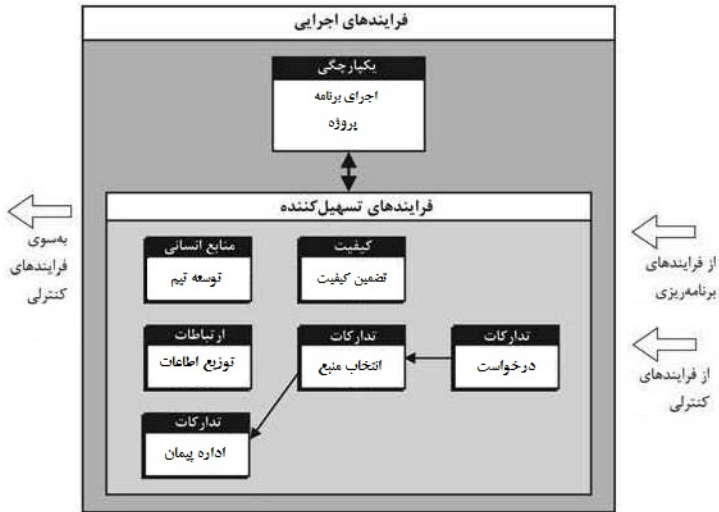 فرایندهای اجرایی
یکپارچگی
اجرای برنامه
پروژه
فرایندهای تسهیل‌کننده
کیفیت
تضمین کیفیت
منابع انسانی
توسعه تیم
تدارکات
درخواست
تدارکات
انتخاب منبع
ارتباطات
توزیع اطاعات
تدارکات
اداره پیمان
از فرایندهای
برنامه‌ریزی
از فرایندهای
کنترلی
به‌سوی
فرایندهای
کنترلی